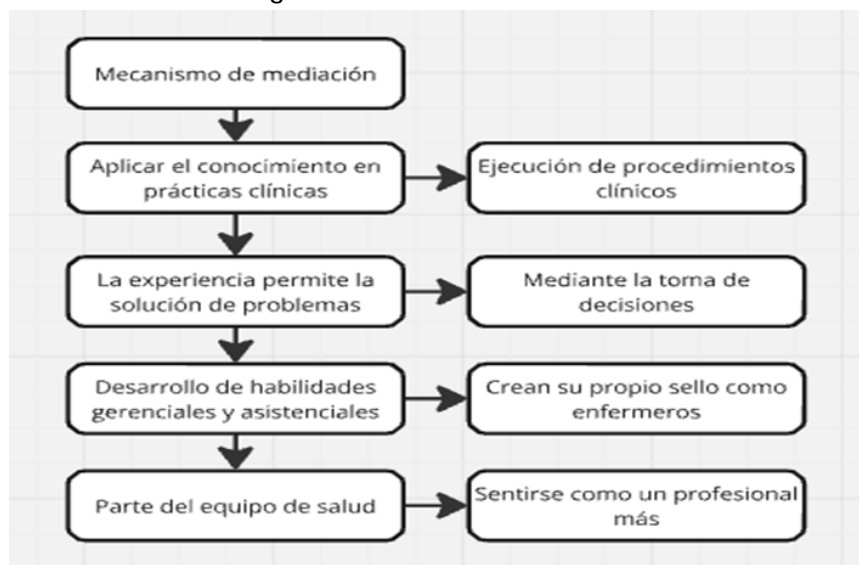 Mecanismo de mediación
Aplicar el conocimiento en
prácticas clínicas
Ejecución de procedimientos
clínicos
La experiencia permite la
solución de problemas
Mediante la toma de
decisiones
Desarrollo de habilidades
gerenciales y asistenciales
Crean su propio sello como
enfermeros
Parte del equipo de salud
Sentirse como un profesional
más